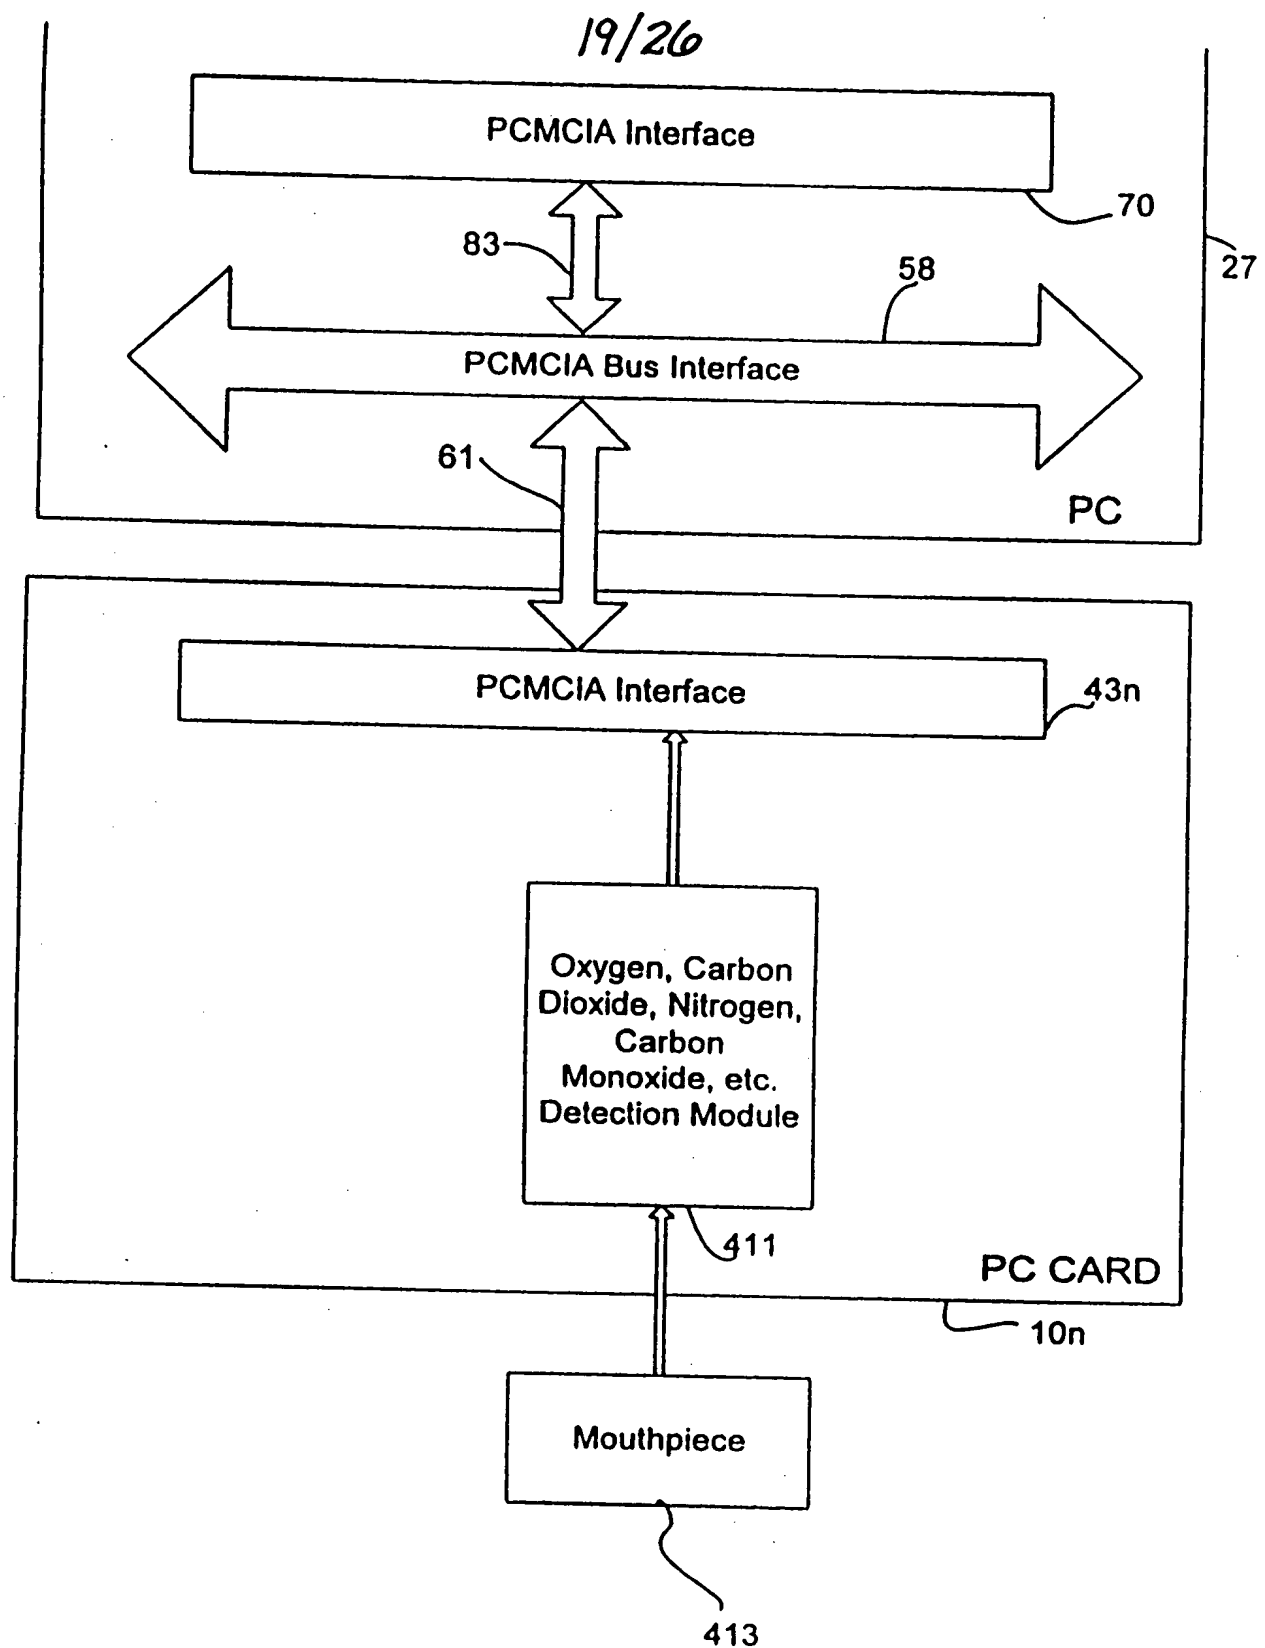 19/26
PCMCIA Interface
70
83
27
58
PCMCIA Bus Interface
61
PC
PCMCIA Interface
43n
Oxygen, Carbon
Dioxide, Nitrogen,
Carbon
Monoxide, etc.
Detection Module
411
PC CARD
10n
Mouthpiece
413